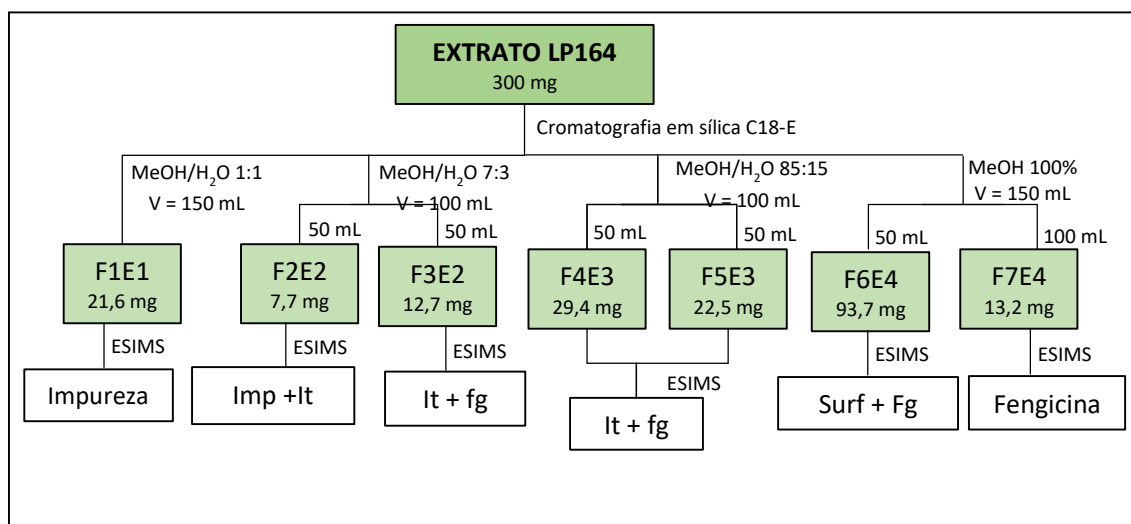 EXTRATO LP164
300 mg
Cromatografia em sílica C18-E
MeOH/H₂O 1:1
V = 150 mL
MeOH/H₂O 7:3
V = 100 mL
MeOH/H₂O 85:15
V = 100 mL
MeOH 100%
V = 150 mL
50 mL
50 mL
50 mL
50 mL
50 mL
100 mL
F1E1
21,6 mg
F2E2
7,7 mg
F3E2
12,7 mg
F4E3
29,4 mg
F5E3
22,5 mg
F6E4
93,7 mg
F7E4
13,2 mg
ESIMS
ESIMS
ESIMS
ESIMS
ESIMS
ESIMS
Impureza
Imp +It
It + fg
It + fg
Surf + Fg
Fengicina